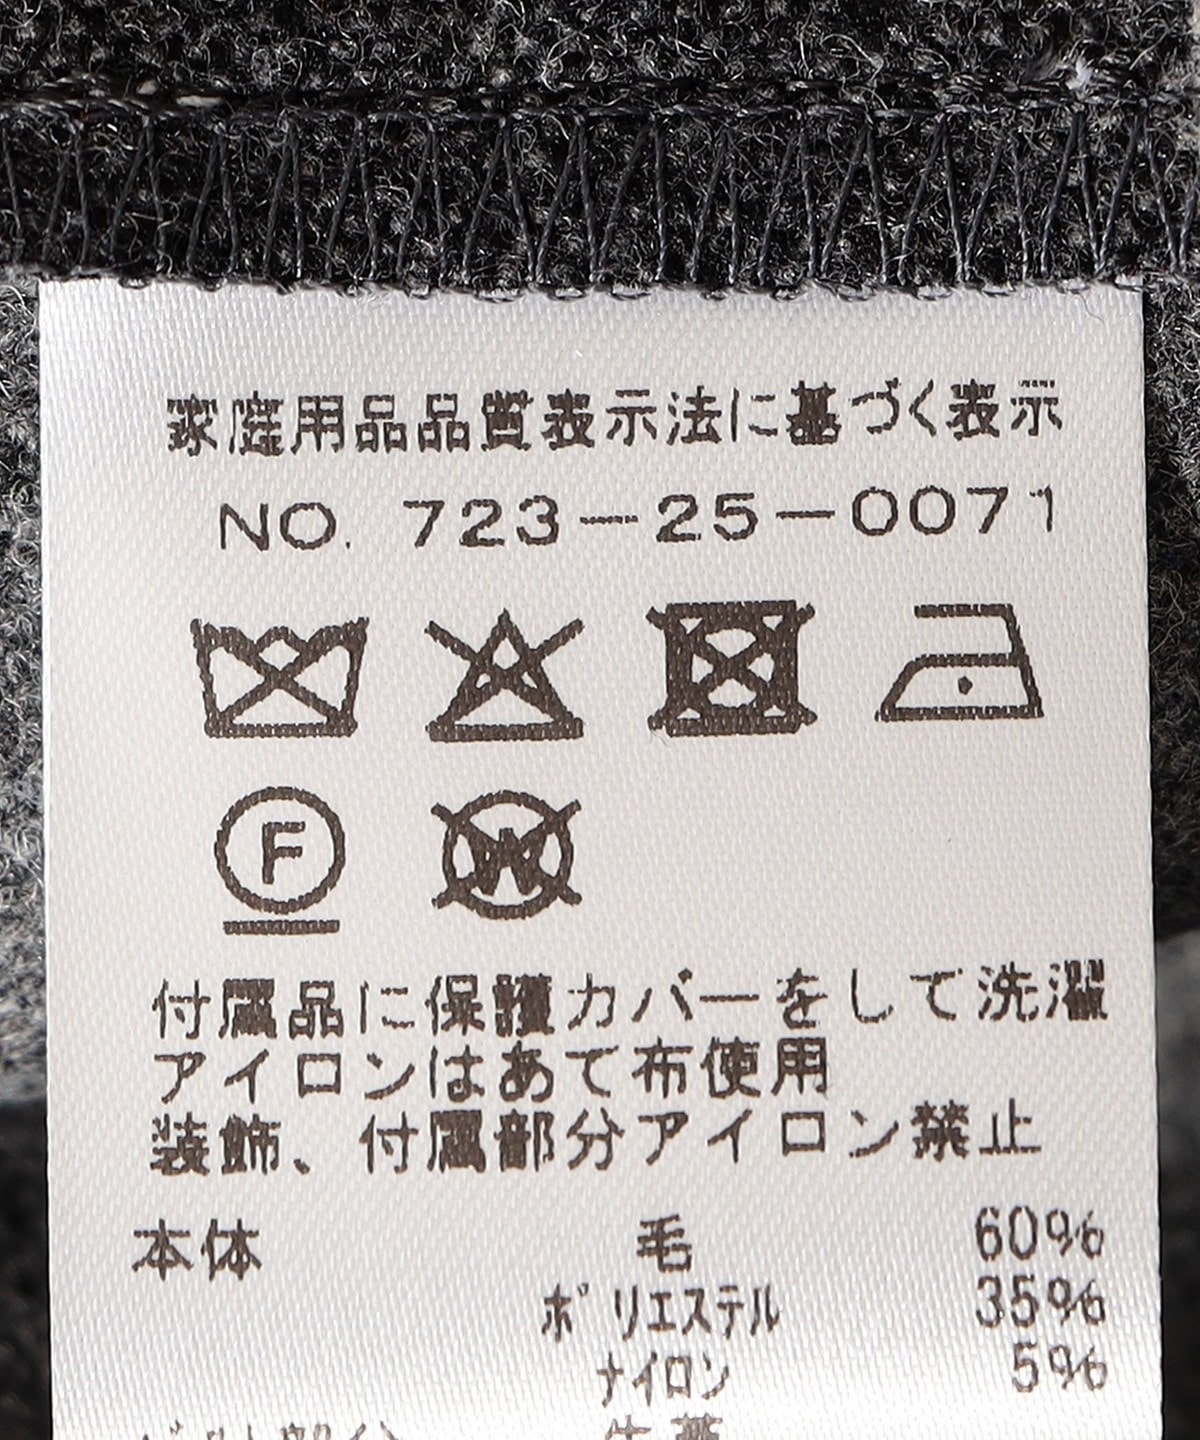 家庭用品品質表示法に基づく表示
NO. 723-25-0071
F
W
付属品に保護カバーをして洗濯
アイロンはあて布使用
装飾、付属部分アイロン禁止
本体 毛 60%
ポリエステル 35%
ナイロン 5%